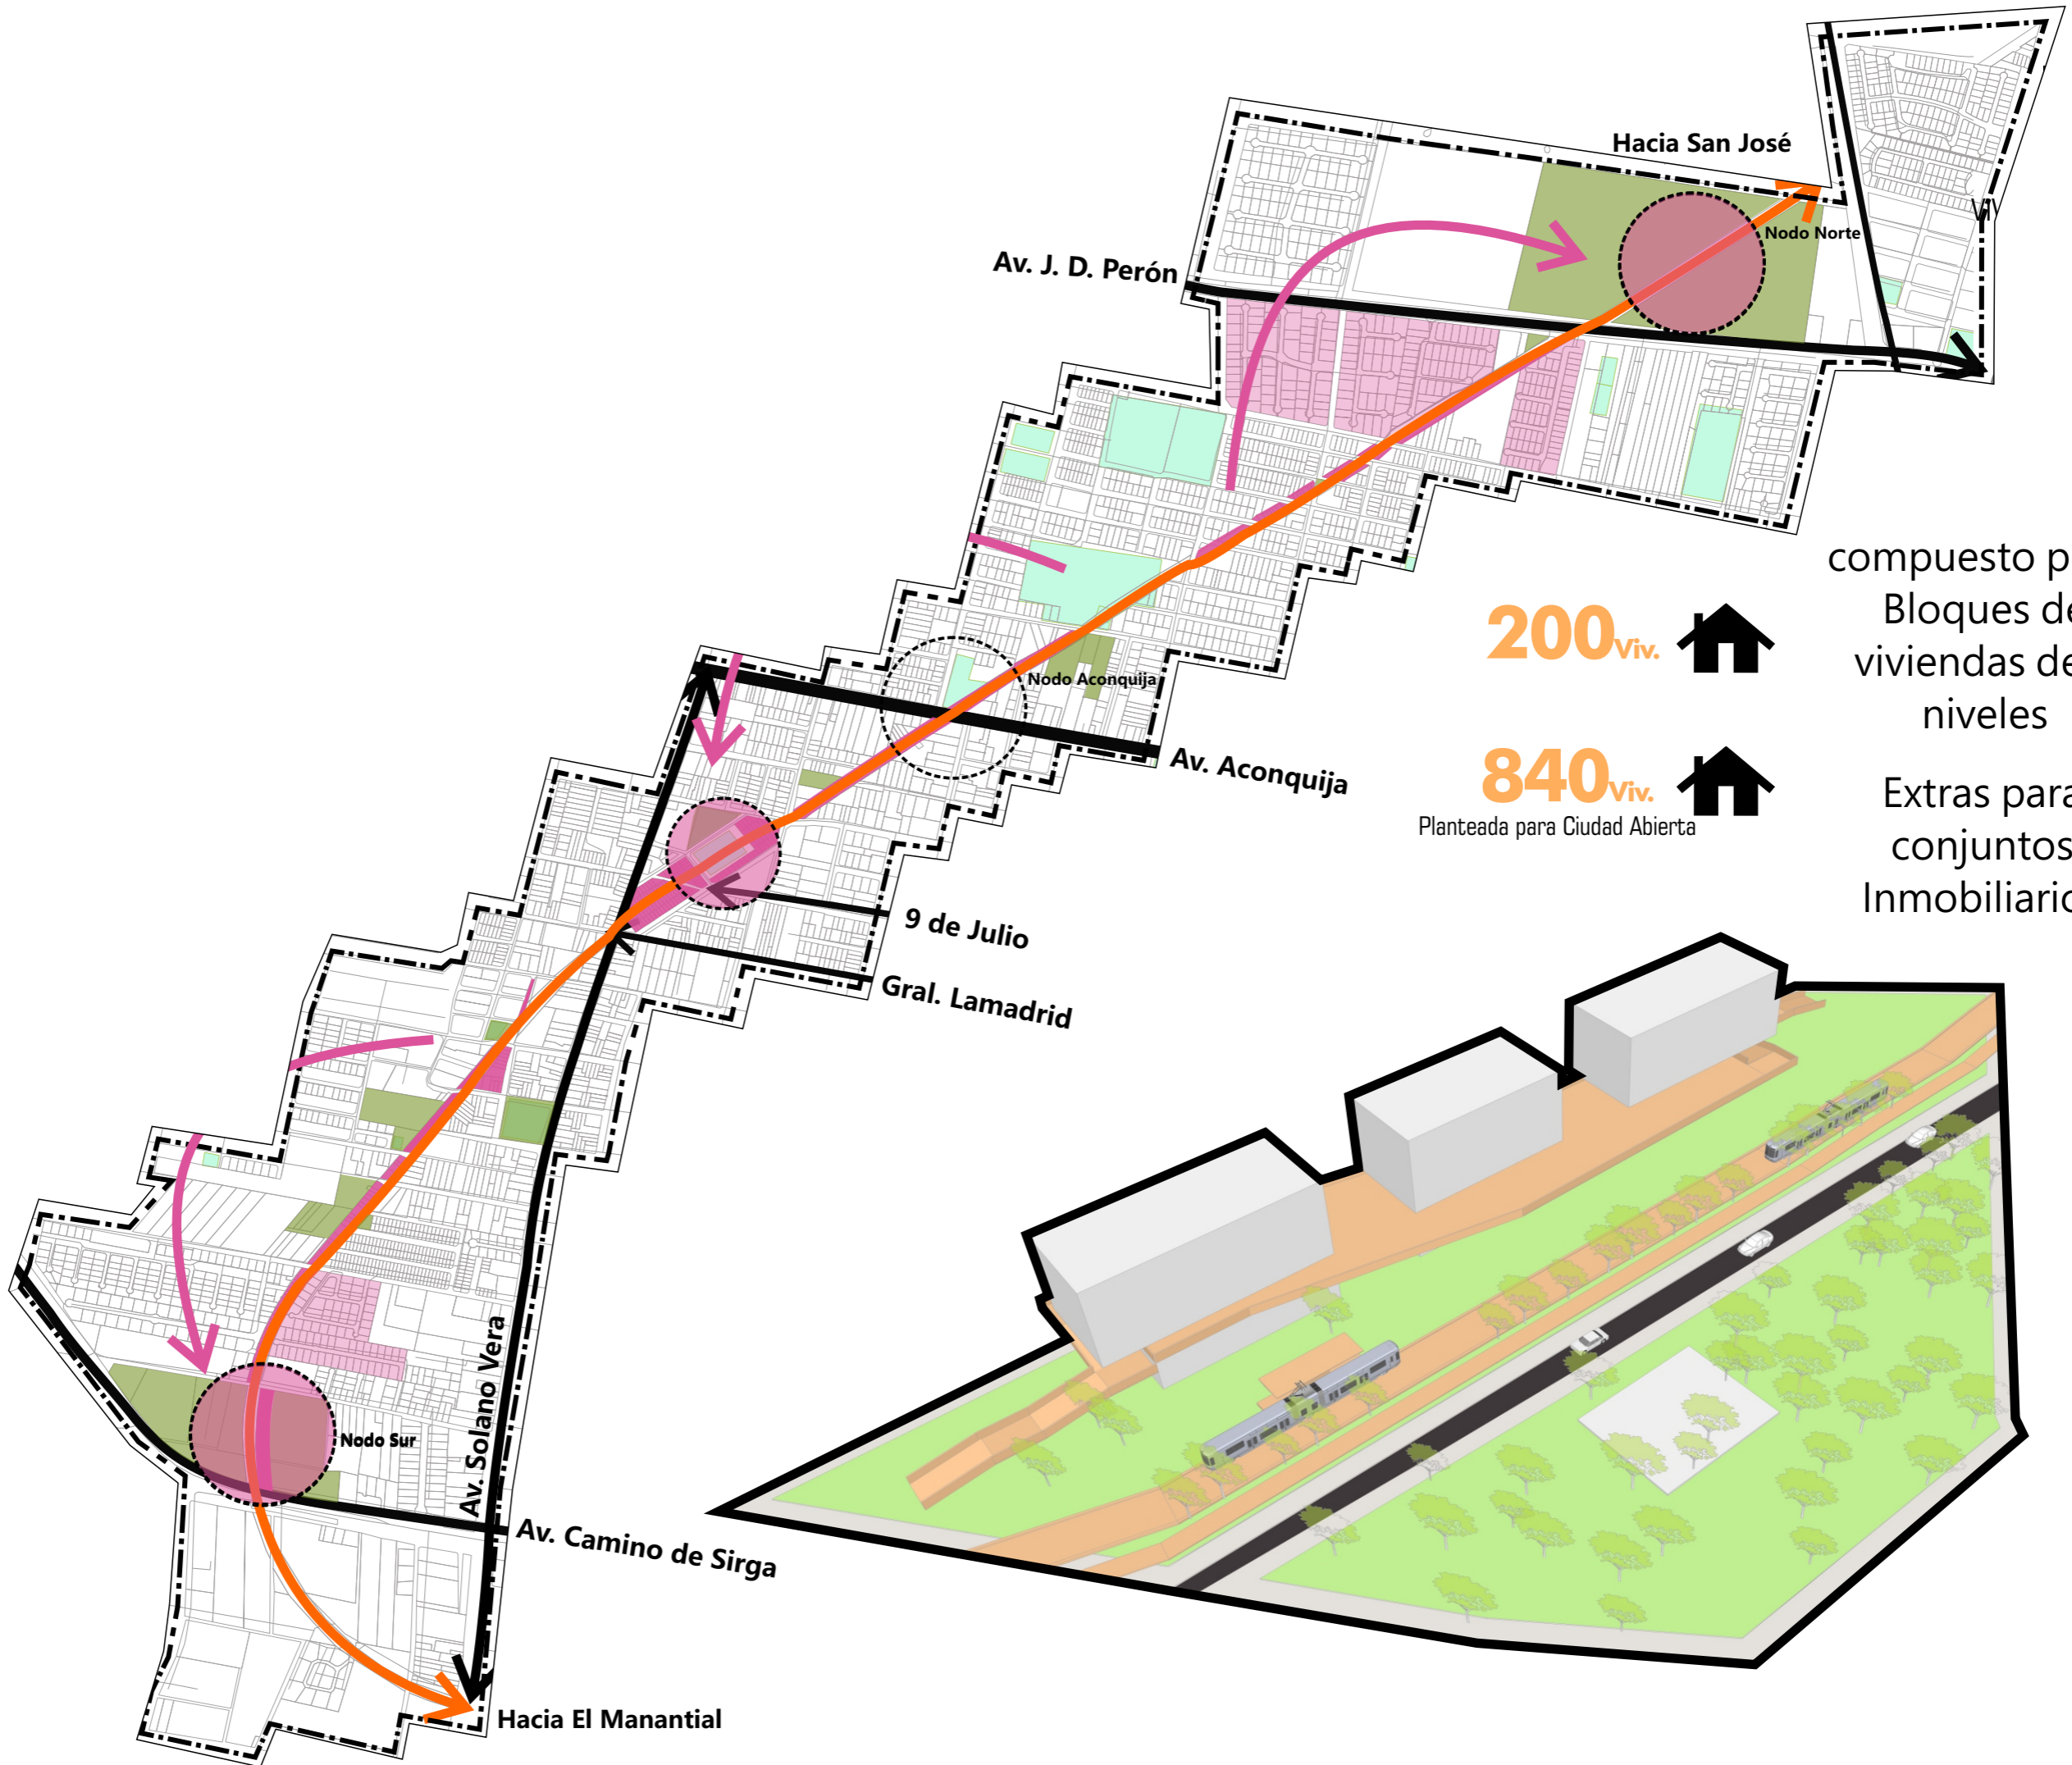 Hacia San José
Nodo Norte
Av. J. D. Perón
compuesto p
200Viv.
Bloques de
viviendas de
niveles
Nodo Aconquija
Av. Aconquija
840Viv.
Planteada para Ciudad Abierta
Extras para
conjuntos
Inmobiliario
9 de Julio
Gral. Lamadrid
Av. Solano Vera
Nodo Sur
Av. Camino de Sirga
Hacia El Manantial